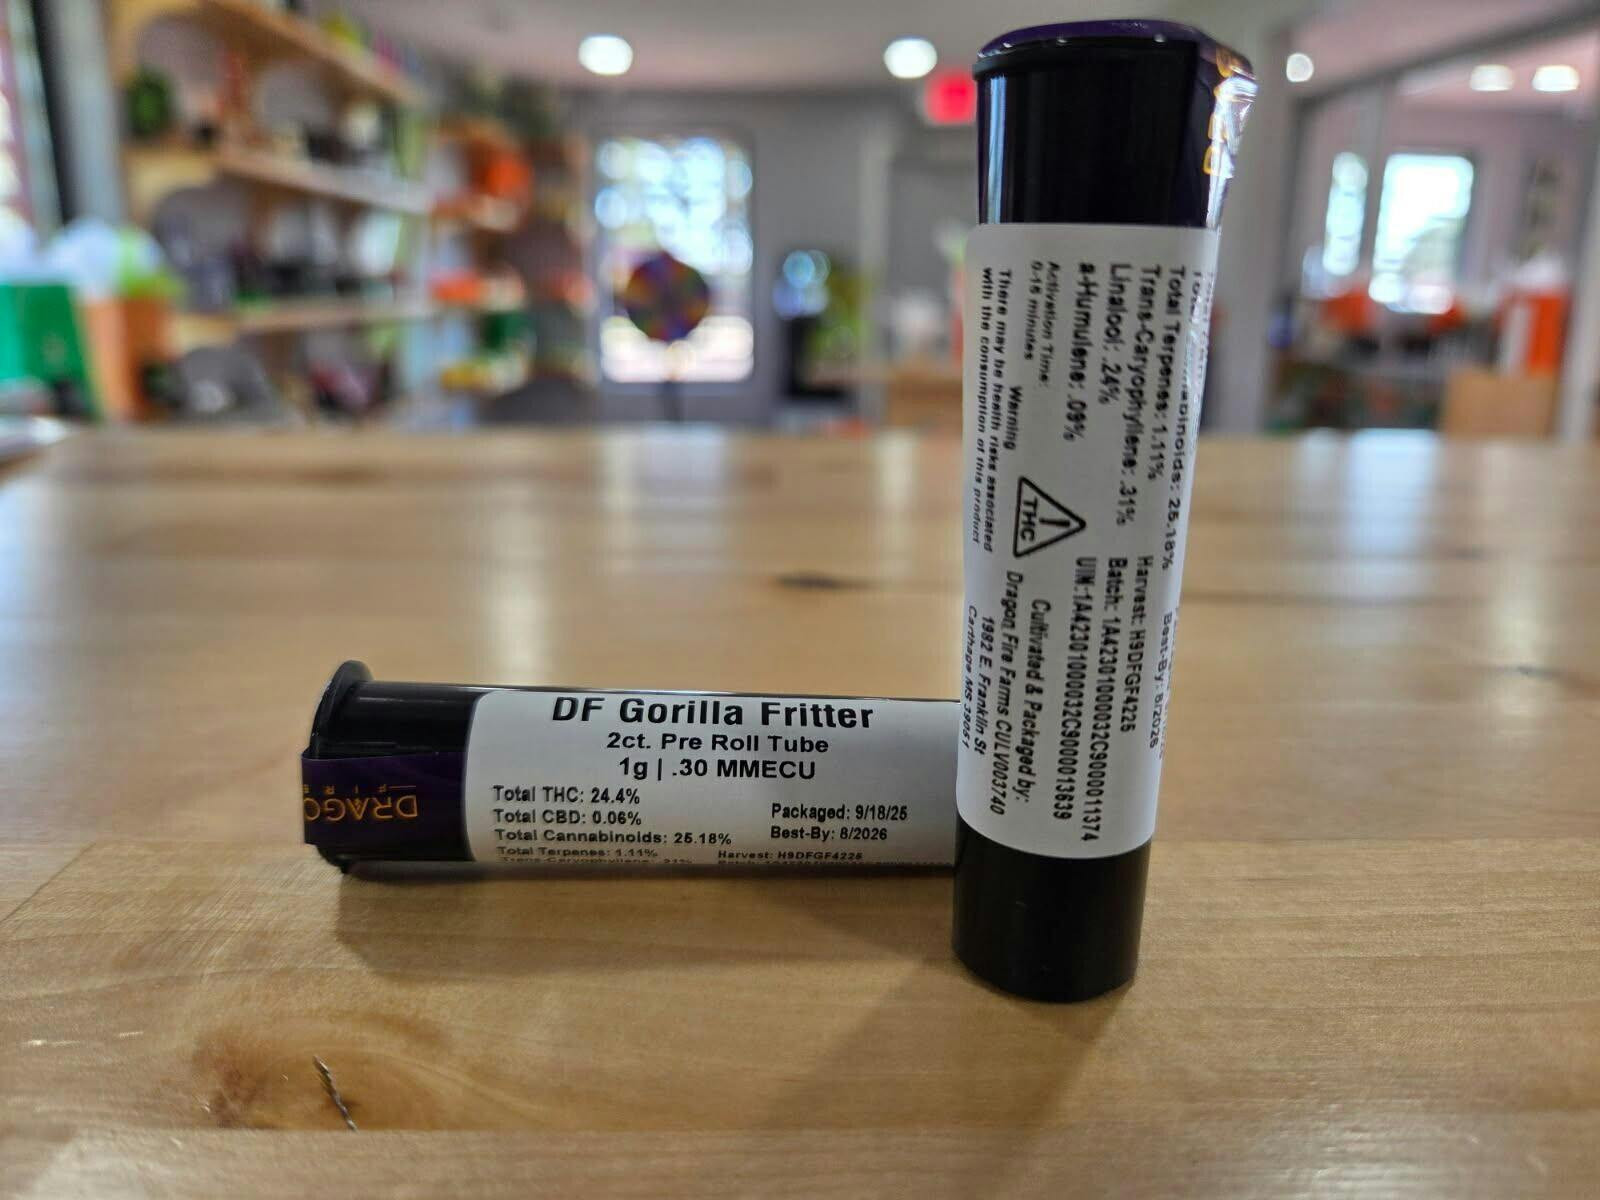 DF Gorilla Fritter
2ct. Pre Roll Tube
1g | .30 MMECU
Total THC: 24.4%
Total CBD: 0.06%
Total Cannabinoids: 25.18%
Total Terpenes: 1.11%
Packaged: 9/18/25
Best-By: 8/2026
Harvest: H9DFGF4225
DRAGO
FIRE
Total Cannabinoids: 25.18%
Total Terpenes: 1.11%
Trans-Caryophyllene: .31%
Linalool: .24%
a-Humulene: .09%
Activation Time:
0-15 minutes
Warning
There may be health risks associated
with the consumption of this product
THC
Best-By: 8/2026
Harvest: H9DFGF4225
Batch: 1A423010000032C9000011374
UIN:1A423010000032C9000013639
Cultivated & Packaged by:
Dragon Fire Farms CULV003740
1982 E. Franklin St
Carthage MS 39051